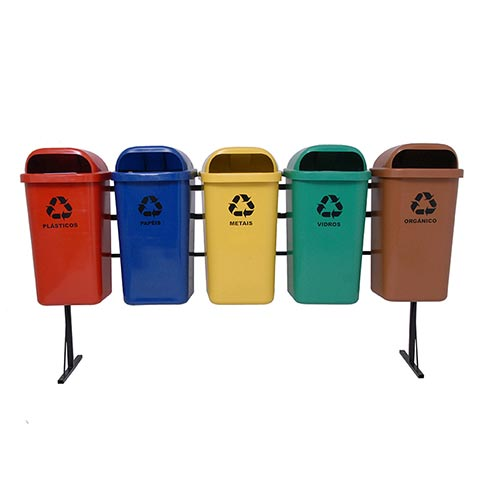 PLÁSTICOS
PAPÉIS
METAIS
VIDROS
ORGÂNICO